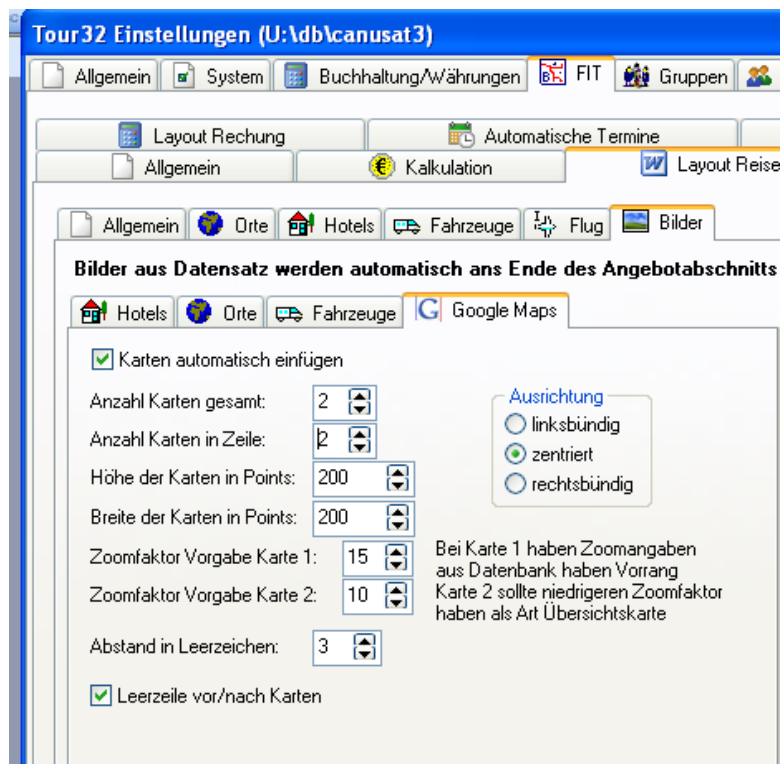 Tour32 Einstellungen (U:\db\canusat3)
Allgemein System Buchhaltung/Währungen FIT Gruppen
Layout Rechung Automatische Termine
Allgemein Kalkulation Layout Reise
Allgemein Orte Hotels Fahrzeuge Flug Bilder
Bilder aus Datensatz werden automatisch ans Ende des Angebotabschnitts
Hotels Orte Fahrzeuge Google Maps
Karten automatisch einfügen
Anzahl Karten gesamt: 2
Anzahl Karten in Zeile: 2
Höhe der Karten in Points: 200
Breite der Karten in Points: 200
Zoomfaktor Vorgabe Karte 1: 15
Zoomfaktor Vorgabe Karte 2: 10
Abstand in Leerzeichen: 3
Leerzeile vor/nach Karten
Ausrichtung
linksbündig
zentriert
rechtsbündig
Bei Karte 1 haben Zoomangaben
aus Datenbank haben Vorrang
Karte 2 sollte niedrigeren Zoomfaktor
haben als Art Übersichtskarte